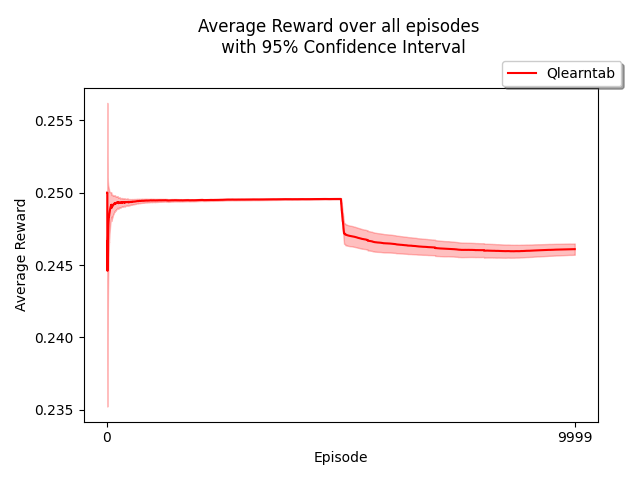 Average Reward over all episodes
with 95% Confidence Interval
Qlearntab
0.255
0.250
0.245
0.240
0.235
Average Reward
0
9999
Episode